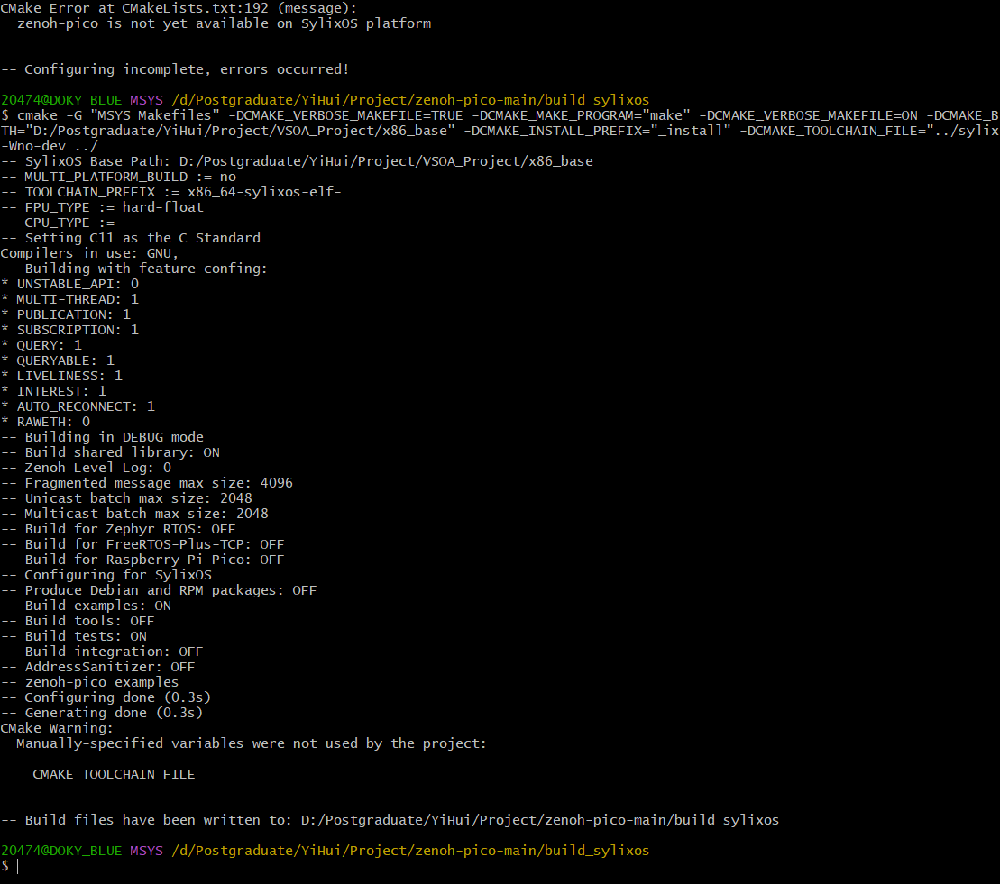 CMake Error at CMakeLists.txt:192 (message):
  zenoh-pico is not yet available on SylixOS platform
-- Configuring incomplete, errors occurred!
20474@DOKY_BLUE MSYS /d/Postgraduate/YiHui/Project/zenoh-pico-main/build_sylixos
$ cmake -G "MSYS Makefiles" -DCMAKE_VERBOSE_MAKEFILE=TRUE -DCMAKE_MAKE_PROGRAM="make" -DCMAKE_VERBOSE_MAKEFILE=ON -DCMAKE_B
TH="D:/Postgraduate/YiHui/Project/VSOA_Project/x86_base" -DCMAKE_INSTALL_PREFIX="_install" -DCMAKE_TOOLCHAIN_FILE="../sylix
-Wno-dev ../
-- SylixOS Base Path: D:/Postgraduate/YiHui/Project/VSOA_Project/x86_base
-- MULTI_PLATFORM_BUILD := no
-- TOOLCHAIN_PREFIX := x86_64-sylixos-elf-
-- FPU_TYPE := hard-float
-- CPU_TYPE :=
-- Setting C11 as the C Standard
Compilers in use: GNU,
-- Building with feature confing:
* UNSTABLE_API: 0
* MULTI-THREAD: 1
* PUBLICATION: 1
* SUBSCRIPTION: 1
* QUERY: 1
* QUERYABLE: 1
* LIVELINESS: 1
* INTEREST: 1
* AUTO_RECONNECT: 1
* RAWETH: 0
-- Building in DEBUG mode
-- Build shared library: ON
-- Zenoh Level Log: 0
-- Fragmented message max size: 4096
-- Unicast batch max size: 2048
-- Multicast batch max size: 2048
-- Build for Zephyr RTOS: OFF
-- Build for FreeRTOS-Plus-TCP: OFF
-- Build for Raspberry Pi Pico: OFF
-- Configuring for SylixOS
-- Produce Debian and RPM packages: OFF
-- Build examples: ON
-- Build tools: OFF
-- Build tests: ON
-- Build integration: OFF
-- AddressSanitizer: OFF
-- zenoh-pico examples
-- Configuring done (0.3s)
-- Generating done (0.3s)
CMake Warning:
  Manually-specified variables were not used by the project:
    CMAKE_TOOLCHAIN_FILE
-- Build files have been written to: D:/Postgraduate/YiHui/Project/zenoh-pico-main/build_sylixos
20474@DOKY_BLUE MSYS /d/Postgraduate/YiHui/Project/zenoh-pico-main/build_sylixos
$